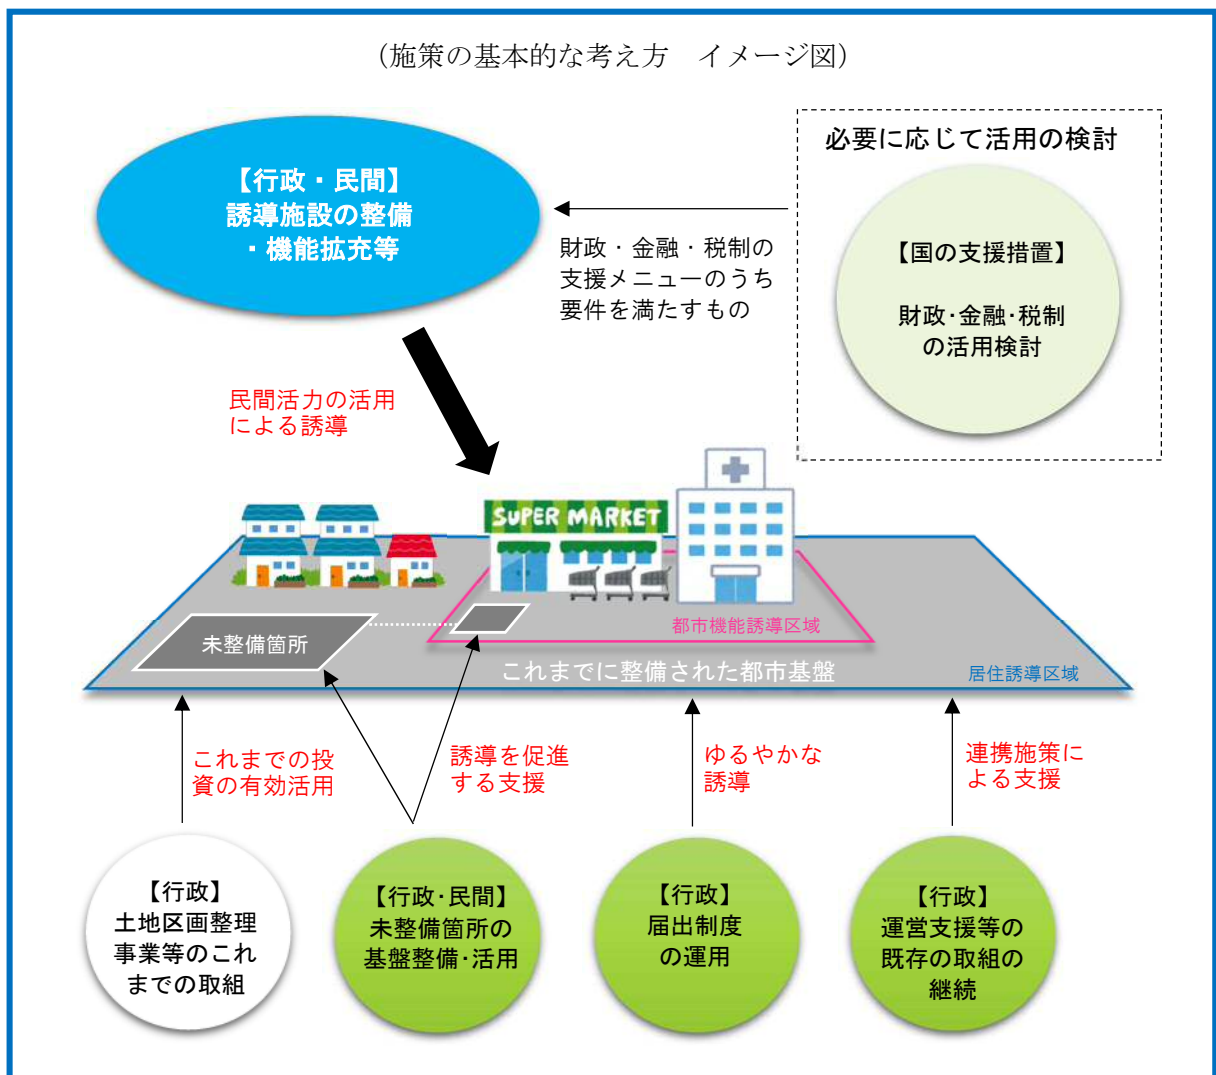 （施策の基本的な考え方　イメージ図）
【行政・民間】
誘導施設の整備
・機能拡充等
必要に応じて活用の検討
【国の支援措置】
財政・金融・税制
の活用検討
財政・金融・税制の
支援メニューのうち
要件を満たすもの
民間活力の活用
による誘導
SUPER MARKET
都市機能誘導区域
未整備箇所
これまでに整備された都市基盤
居住誘導区域
これまでの投
資の有効活用
誘導を促進
する支援
ゆるやかな
誘導
連携施策に
よる支援
【行政】
土地区画整理
事業等のこれ
までの取組
【行政・民間】
未整備箇所の
基盤整備・活用
【行政】
届出制度
の運用
【行政】
運営支援等の
既存の取組の
継続